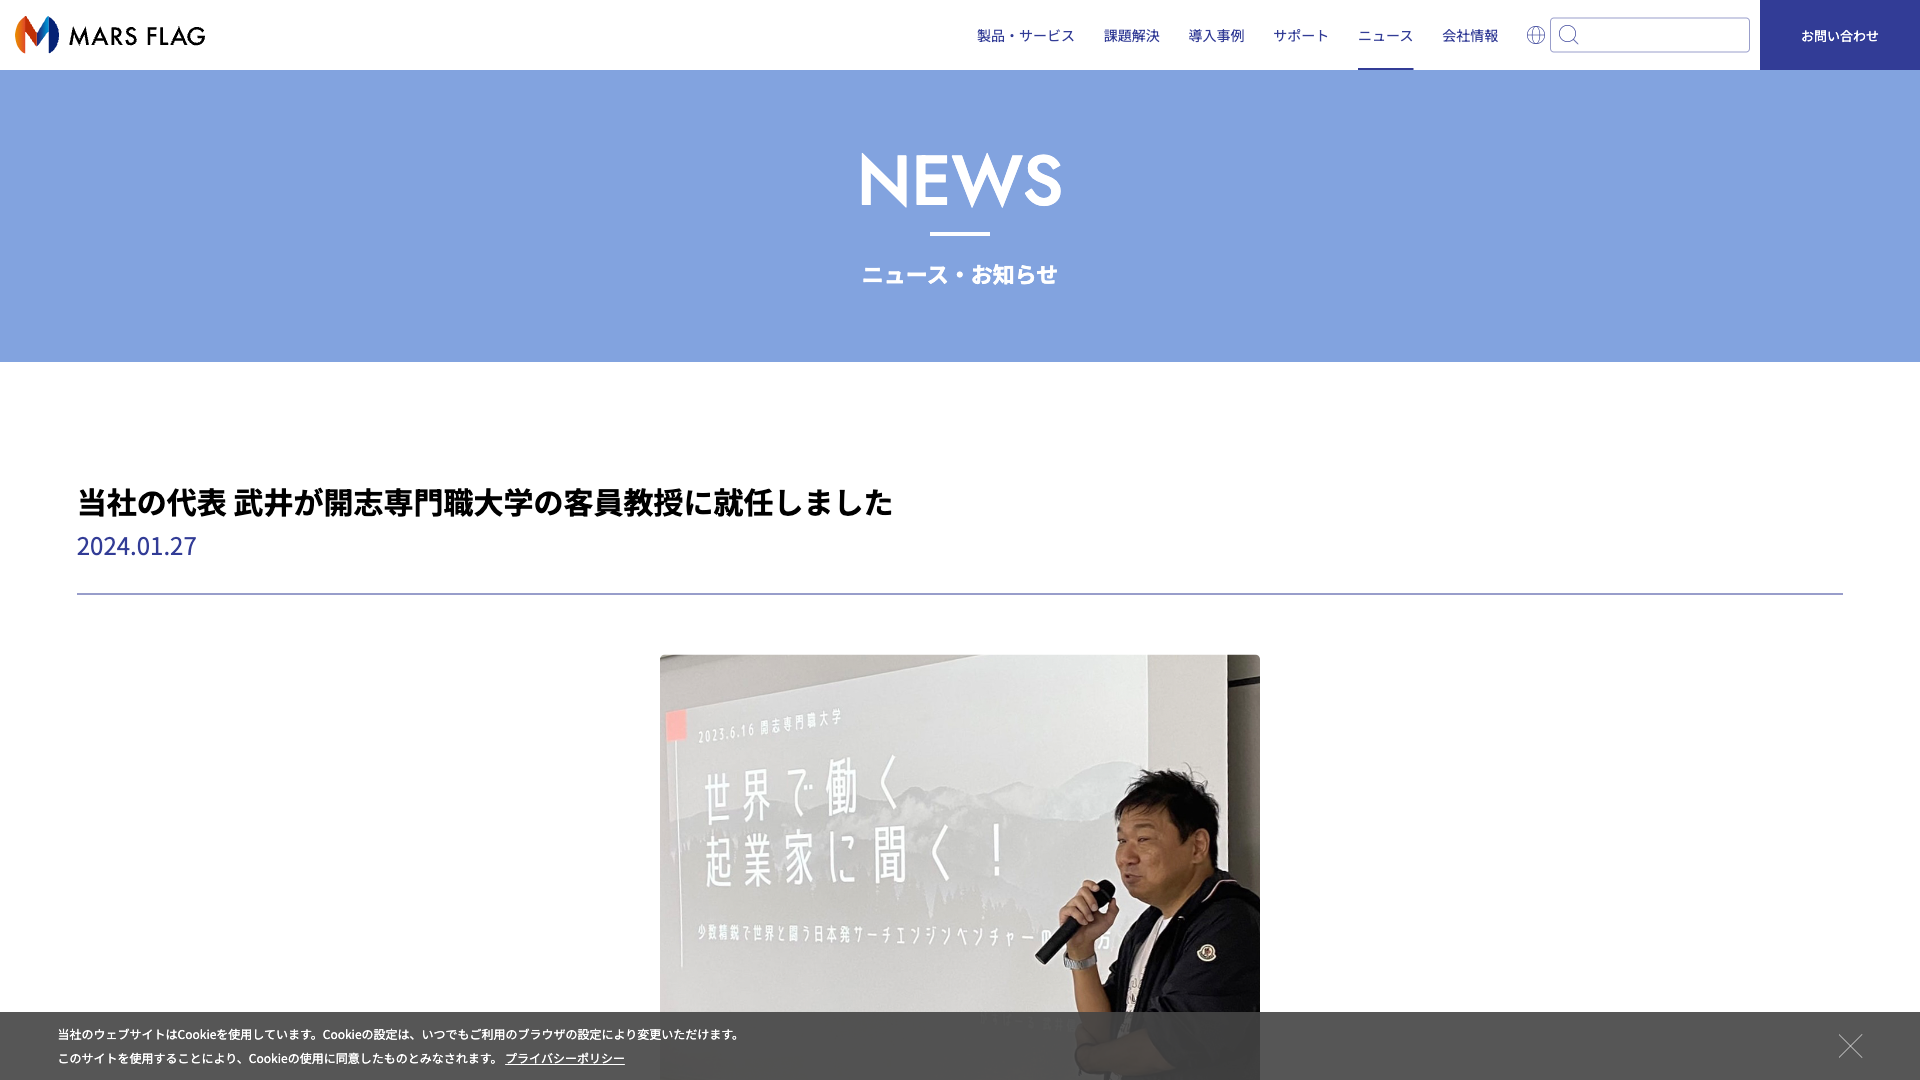 MARS FLAG
製品・サービス 課題解決 導入事例 サポート ニュース 会社情報 お問い合わせ
NEWS
ニュース・お知らせ
当社の代表 武井が開志専門職大学の客員教授に就任しました
2024.01.27
2023.6.16 開志専門職大学
世界で働く
起業家に聞く！
少数精鋭で世界と闘う日本発サーチエンジンベンチャー
当社のウェブサイトはCookieを使用しています。Cookieの設定は、いつでもご利用のブラウザの設定により変更いただけます。
このサイトを使用することにより、Cookieの使用に同意したものとみなされます。 プライバシーポリシー